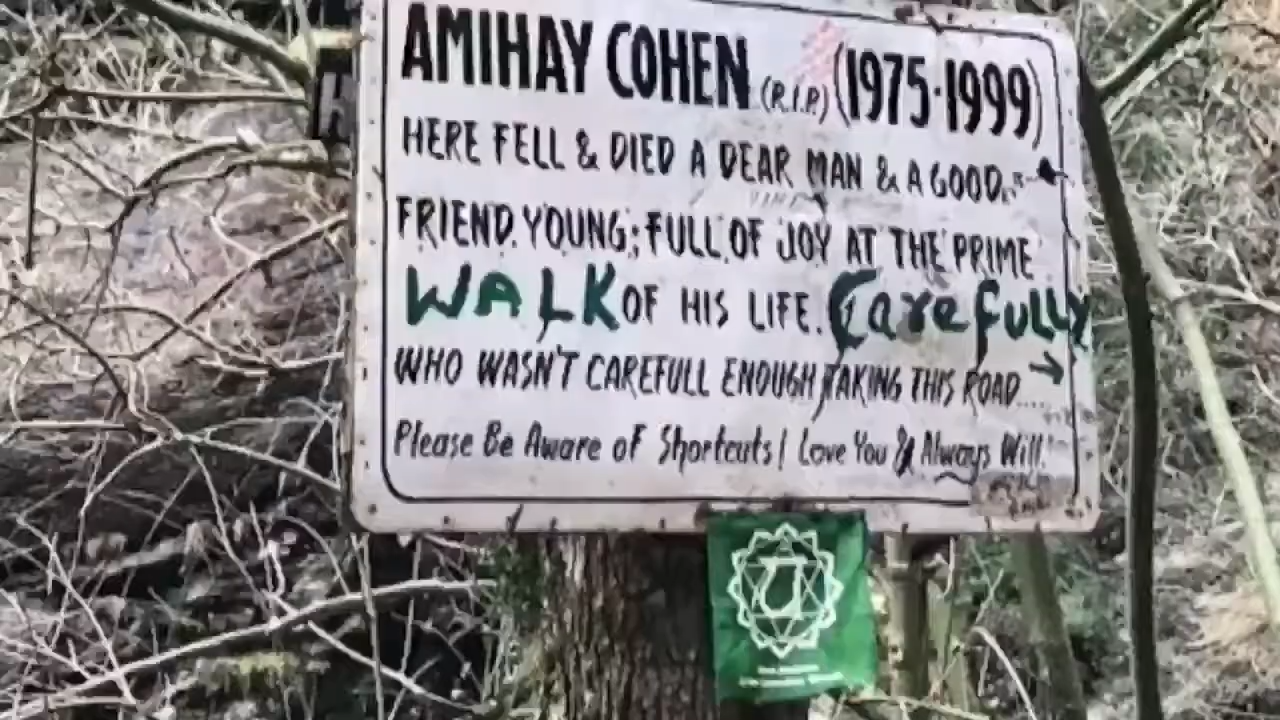 AMIHAY COHEN (R.I.P.) (1975-1999)
HERE FELL & DIED A DEAR MAN & A GOOD
FRIEND. YOUNG; FULL OF JOY AT THE PRIME
WALK OF HIS LIFE. Carefully
WHO WASN'T CAREFULL ENOUGH TAKING THIS ROAD....
Please Be Aware of Shortcuts! Love You & Always Will.